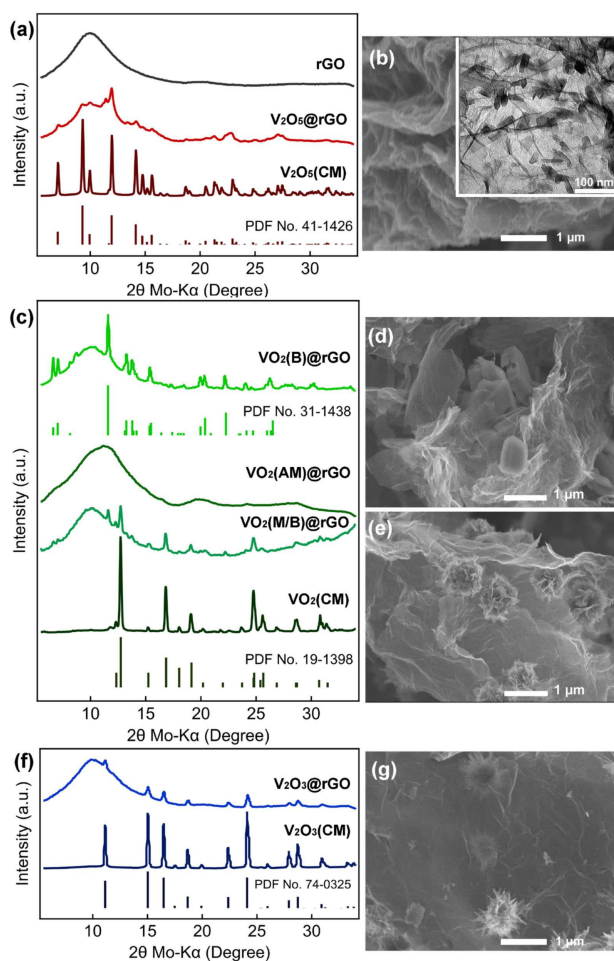 (a)
rGO
V₂O₅@rGO
V₂O₅(CM)
PDF No. 41-1426
Intensity (a.u.)
10 15 20 25 30
2θ Mo-Kα (Degree)
(b)
100 nm
1 μm
(c)
VO₂(B)@rGO
PDF No. 31-1438
VO₂(AM)@rGO
VO₂(M/B)@rGO
VO₂(CM)
PDF No. 19-1398
Intensity (a.u.)
10 15 20 25 30
2θ Mo-Kα (Degree)
(d)
1 μm
(e)
1 μm
(f)
V₂O₃@rGO
V₂O₃(CM)
PDF No. 74-0325
Intensity (a.u.)
10 15 20 25 30
2θ Mo-Kα (Degree)
(g)
1 μm